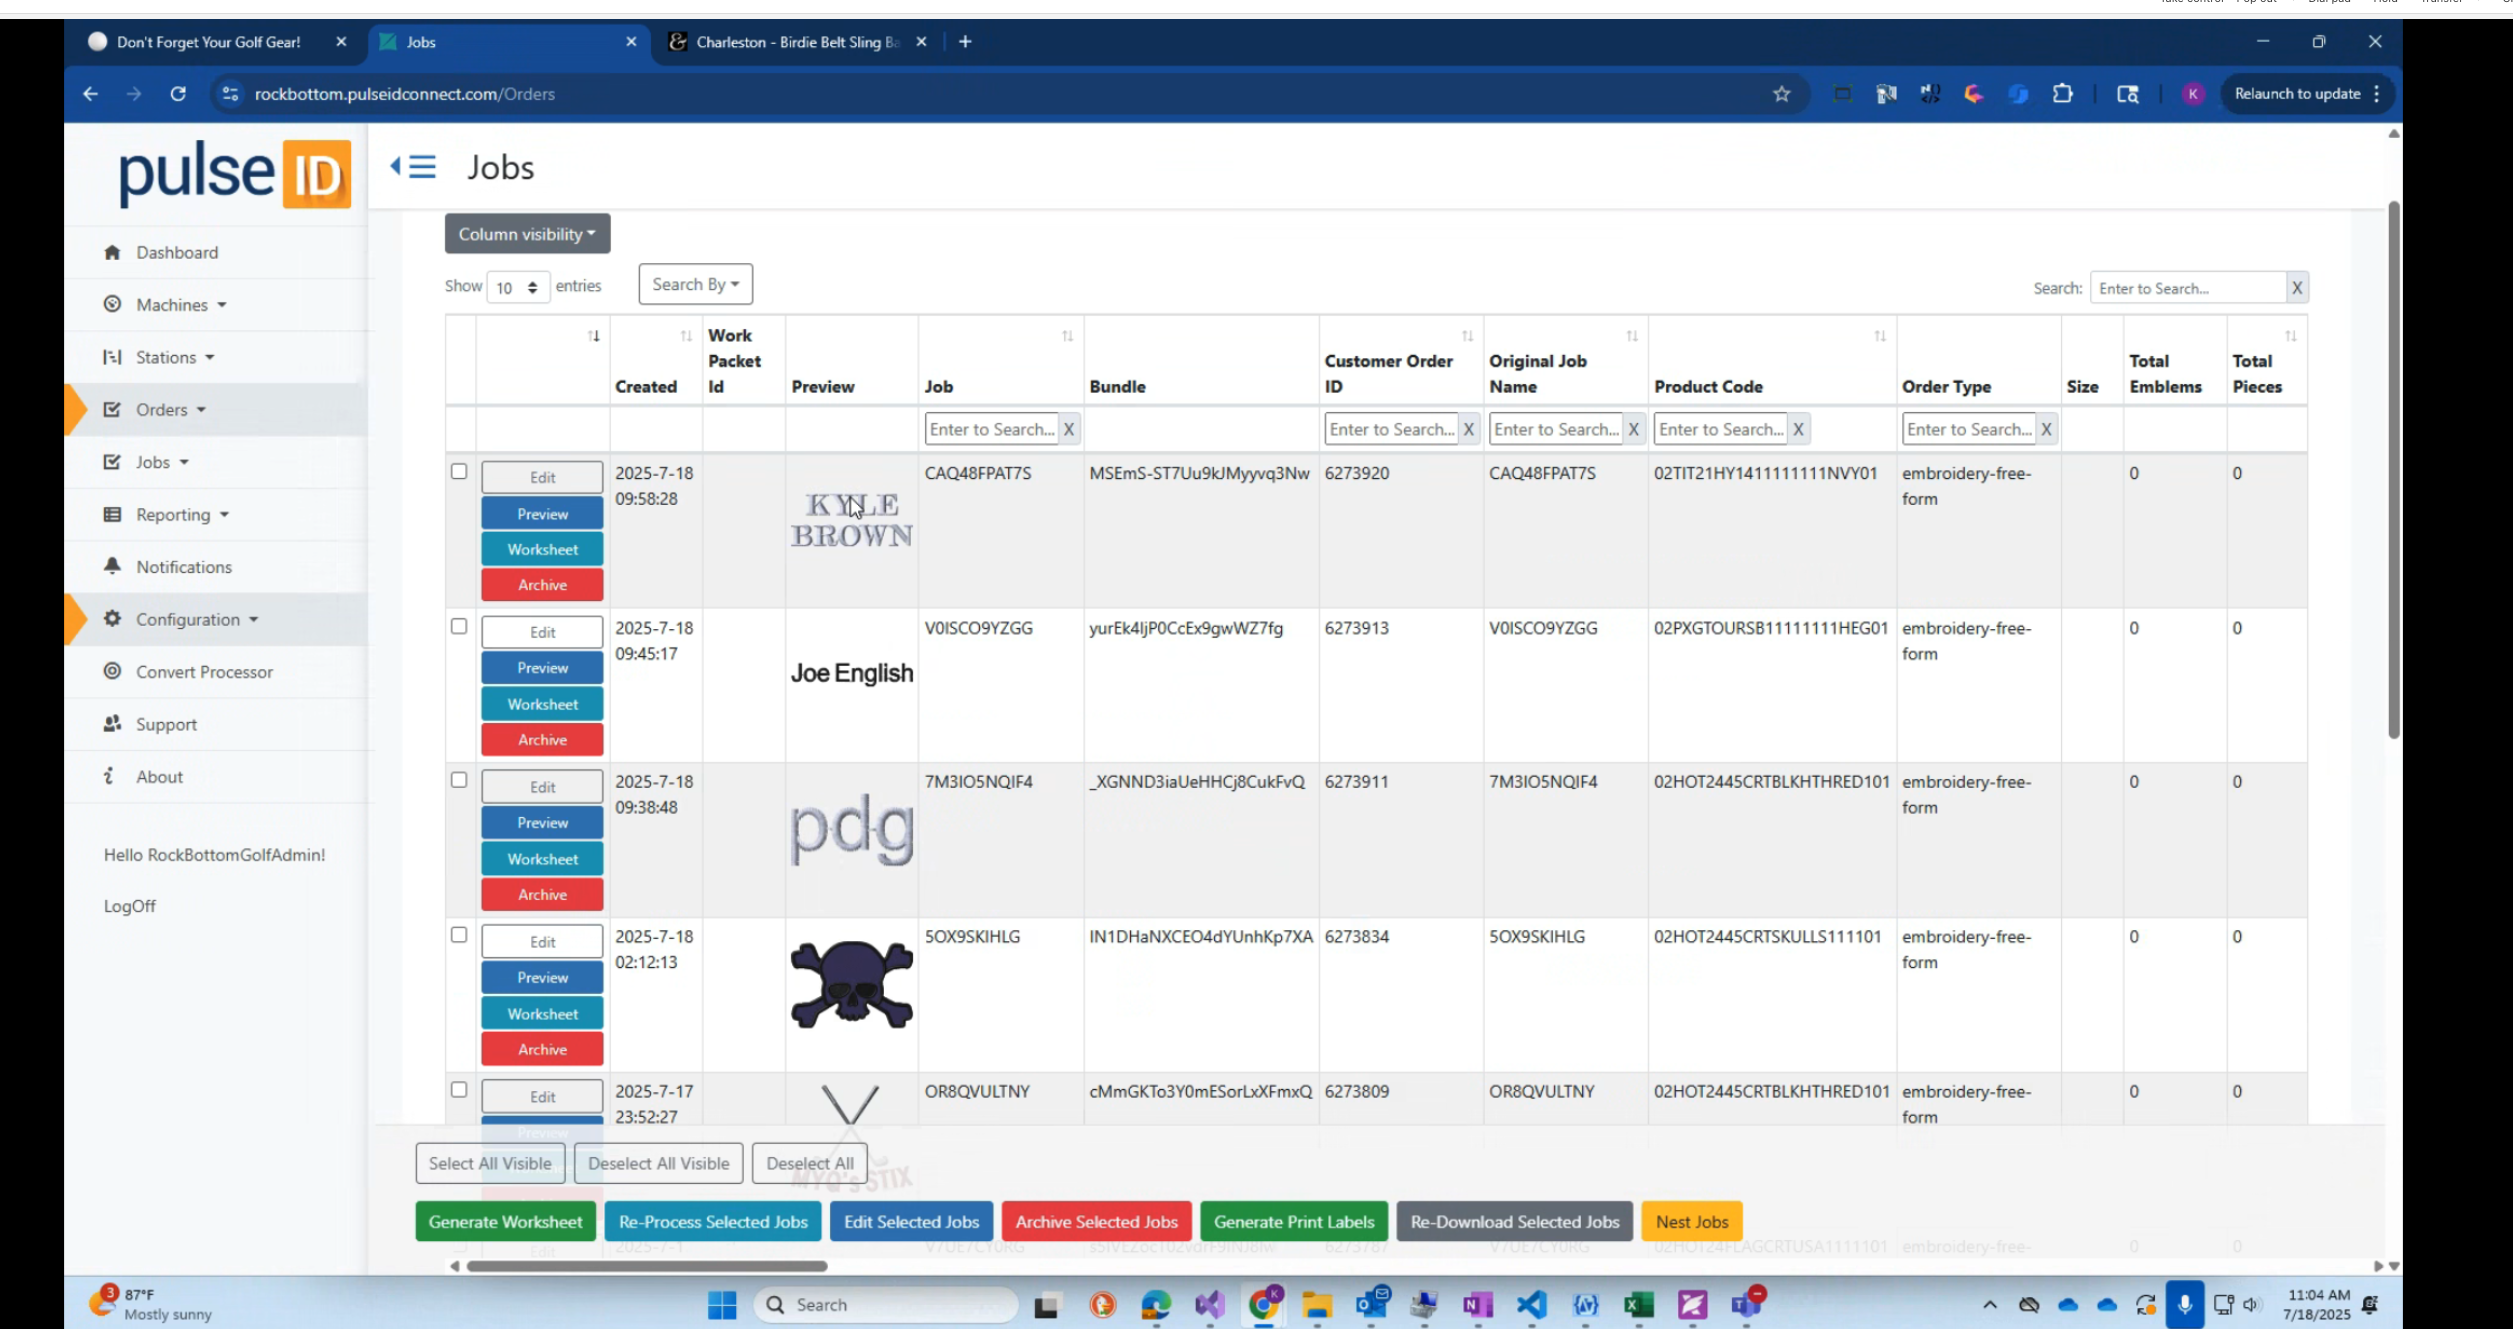 Don't Forget Your Golf Gear!
Jobs
Charleston - Birdie Belt Sling Ba
rockbottom.pulseidconnect.com/Orders
K
Relaunch to update
pulse ID
Jobs
Dashboard
Machines
Stations
Orders
Jobs
Reporting
Notifications
Configuration
Convert Processor
Support
About
Hello RockBottomGolfAdmin!
LogOff
Column visibility
Show 10 entries
Search By
Search: Enter to Search... X
Created Work Packet Id Preview Job Bundle Customer Order ID Original Job Name Product Code Order Type Size Total Emblems Total Pieces
Enter to Search... X Enter to Search... X Enter to Search... X Enter to Search... X Enter to Search... X
Edit Preview Worksheet Archive
2025-7-18 09:58:28
KYLE
BROWN
CAQ48FPAT7S MSEmS-ST7Uu9kJMyyvq3Nw 6273920 CAQ48FPAT7S 02TIT21HY1411111111NVY01 embroidery-free-form 0 0
Edit Preview Worksheet Archive
2025-7-18 09:45:17
Joe English
V0ISCO9YZGG yurEk4IjP0CcEx9gwWZ7fg 6273913 V0ISCO9YZGG 02PXGTOURSB11111111HEG01 embroidery-free-form 0 0
Edit Preview Worksheet Archive
2025-7-18 09:38:48
pdg
7M3IO5NQIF4 _XGNND3iaUeHHCj8CukFvQ 6273911 7M3IO5NQIF4 02HOT2445CRTBLKHTHRED101 embroidery-free-form 0 0
Edit Preview Worksheet Archive
2025-7-18 02:12:13
5OX9SKIHLG IN1DHaNXCEO4dYUnhKp7XA 6273834 5OX9SKIHLG 02HOT2445CRTSKULLS111101 embroidery-free-form 0 0
Edit Preview
2025-7-17 23:52:27
MYQ's STIX
OR8QVULTNY cMmGKTo3Y0mESorLxXFmxQ 6273809 OR8QVULTNY 02HOT2445CRTBLKHTHRED101 embroidery-free-form 0 0
Select All Visible Deselect All Visible Deselect All
Generate Worksheet Re-Process Selected Jobs Edit Selected Jobs Archive Selected Jobs Generate Print Labels Re-Download Selected Jobs Nest Jobs
3
87°F
Mostly sunny
Search
11:04 AM
7/18/2025